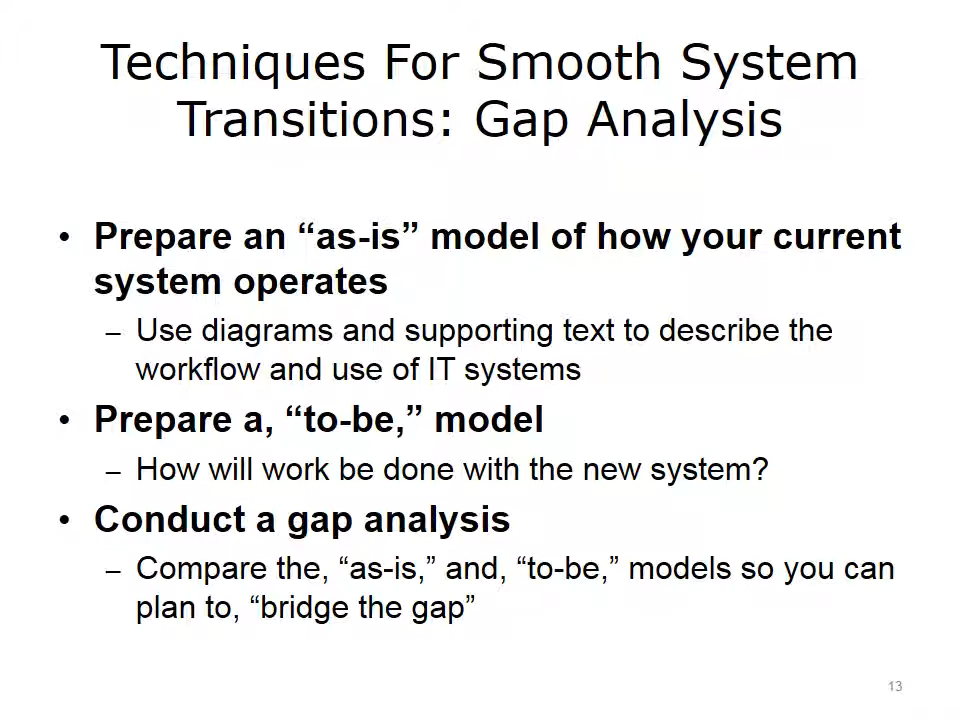 Techniques For Smooth System
Transitions: Gap Analysis
• Prepare an “as-is” model of how your current
system operates
– Use diagrams and supporting text to describe the
workflow and use of IT systems
• Prepare a, “to-be,” model
– How will work be done with the new system?
• Conduct a gap analysis
– Compare the, “as-is,” and, “to-be,” models so you can
plan to, “bridge the gap”
13